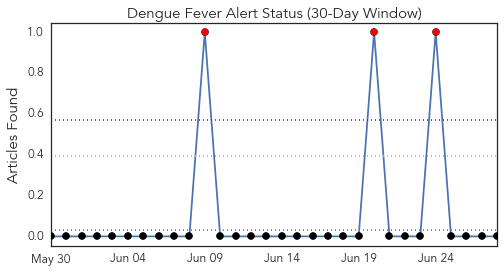 Dengue Fever Alert Status (30-Day Window)
Articles Found
1.0
0.8
0.6
0.4
0.2
0.0
May 30
Jun 04
Jun 09
Jun 14
Jun 19
Jun 24